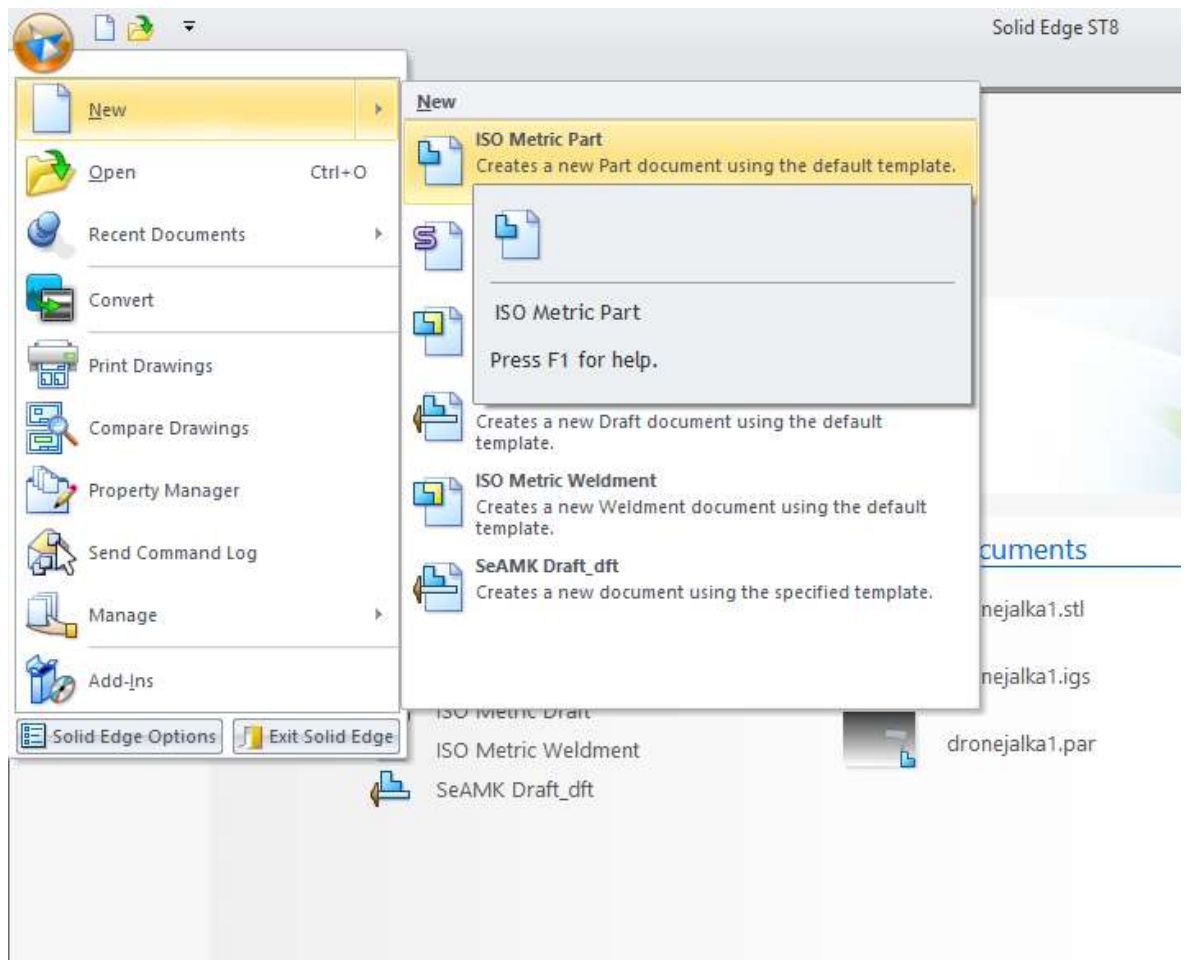 Solid Edge ST8
New
Open Ctrl+O
Recent Documents
Convert
Print Drawings
Compare Drawings
Property Manager
Send Command Log
Manage
Add-Ins
Solid Edge Options Exit Solid Edge
New
ISO Metric Part
Creates a new Part document using the default template.
ISO Metric Part
Press F1 for help.
Creates a new Draft document using the default
template.
ISO Metric Weldment
Creates a new Weldment document using the default
template.
SeAMK Draft_dft
Creates a new document using the specified template.
ISO Metric Draft
ISO Metric Weldment
SeAMK Draft_dft
cuments
nejalka1.stl
nejalka1.igs
dronejalka1.par